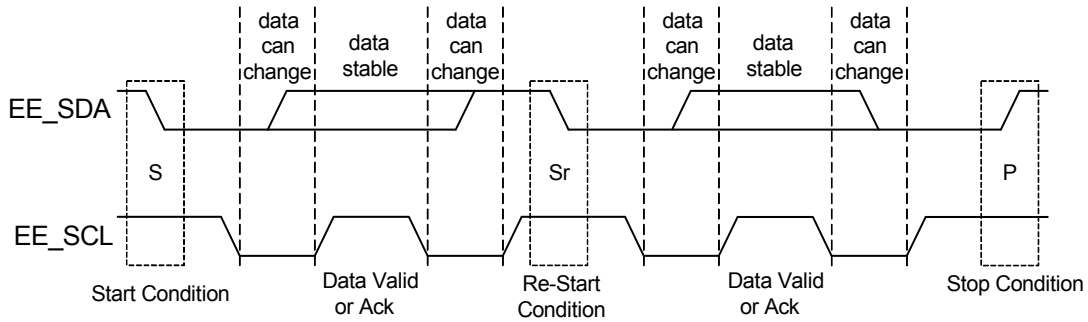 data
can
change
data
stable
data
can
change
data
can
change
data
stable
data
can
change
EE_SDA
S
Sr
P
EE_SCL
Start Condition
Data Valid
or Ack
Re-Start
Condition
Data Valid
or Ack
Stop Condition